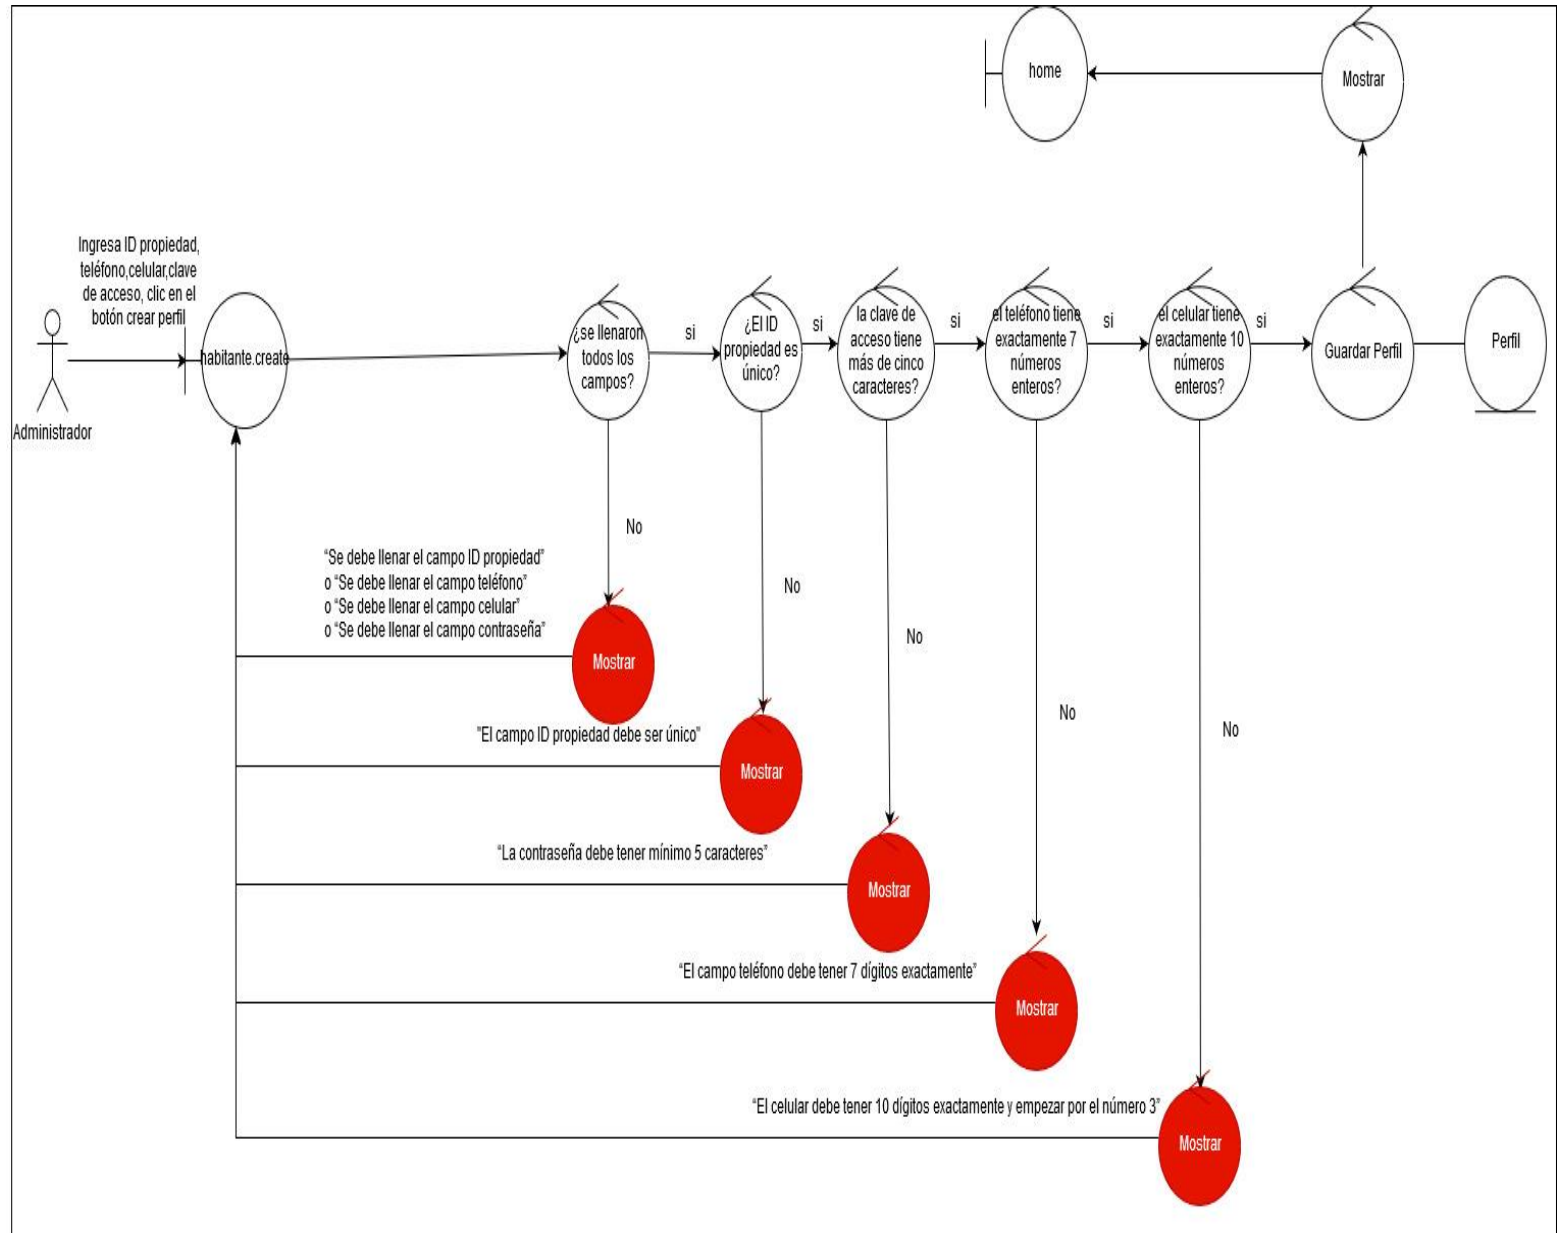 home
Mostrar
Ingresa ID propiedad,
teléfono,celular,clave
de acceso, clic en el
botón crear perfil
Administrador
habitante.create
¿se llenaron
todos los
campos?
si
¿El ID
propiedad es
único?
si
la clave de
acceso tiene
más de cinco
caracteres?
si
el teléfono tiene
exactamente 7
números
enteros?
si
el celular tiene
exactamente 10
números
enteros?
si
Guardar Perfil
Perfil
No
No
No
No
No
“Se debe llenar el campo ID propiedad”
o “Se debe llenar el campo teléfono”
o “Se debe llenar el campo celular”
o “Se debe llenar el campo contraseña”
Mostrar
"El campo ID propiedad debe ser único"
Mostrar
“La contraseña debe tener mínimo 5 caracteres”
Mostrar
“El campo teléfono debe tener 7 dígitos exactamente”
Mostrar
“El celular debe tener 10 dígitos exactamente y empezar por el número 3”
Mostrar